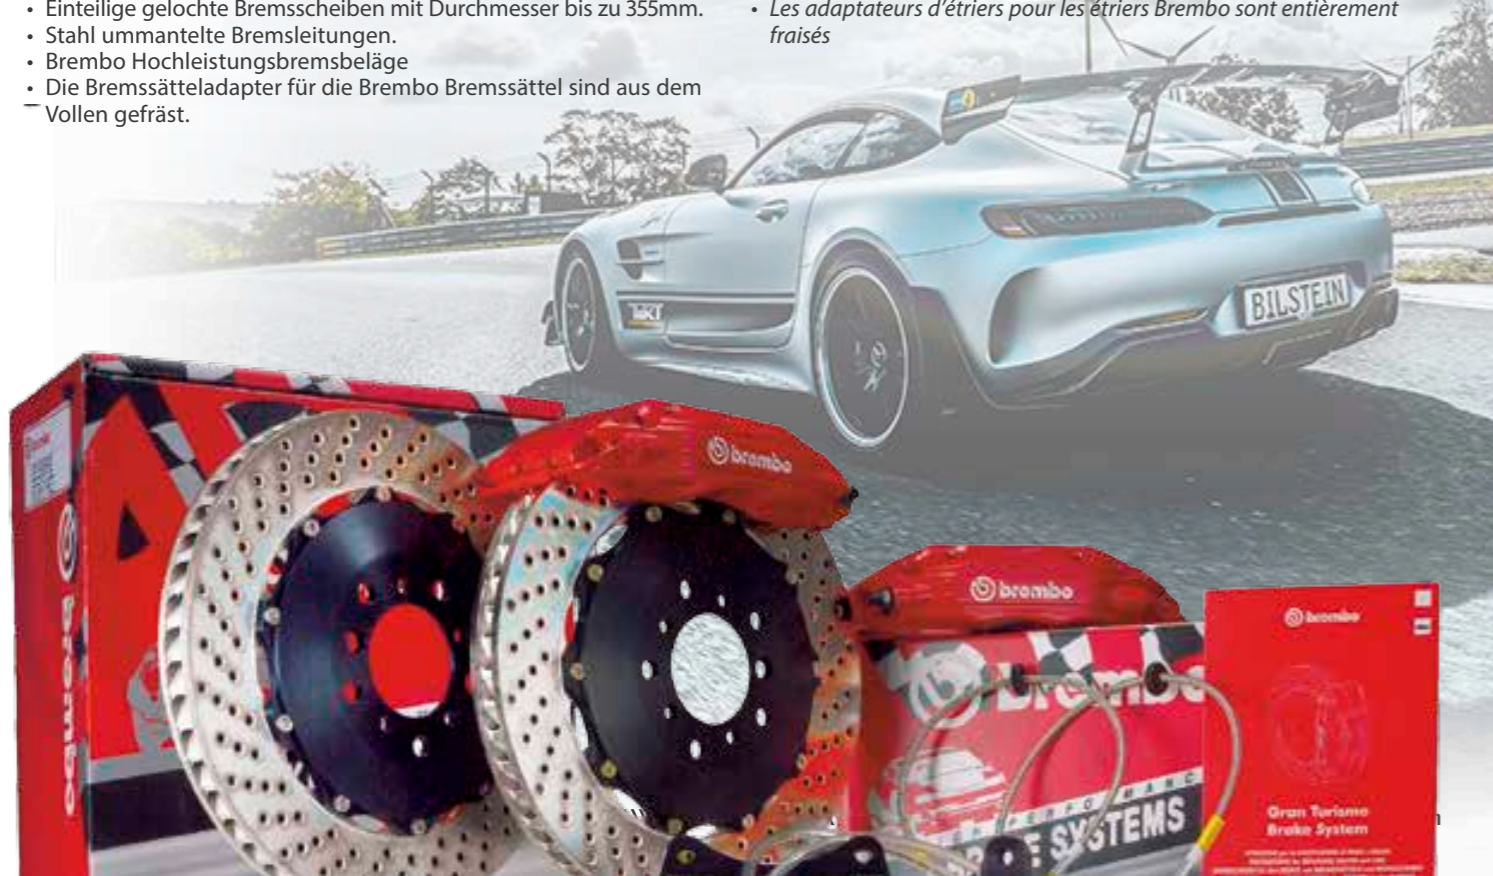 • Einteilige gelochte Bremsscheiben mit Durchmesser bis zu 355mm.
• Stahl ummantelte Bremsleitungen.
• Brembo Hochleistungsbremsbeläge
• Die Bremssätteladapter für die Brembo Bremssättel sind aus dem
Vollen gefräst.
• Les adaptateurs d’étriers pour les étriers Brembo sont entièrement
fraisés
BILSTEIN
brembo
brembo
brembo
brembo
brembo
SYSTEMS
Gran Turismo
Brake System